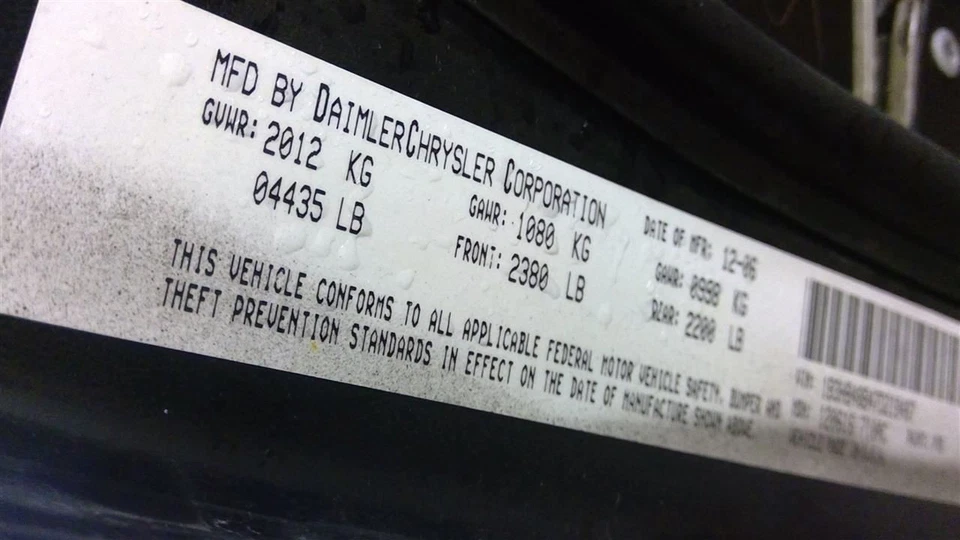 MFD BY DAIMLERCHRYSLER CORPORATION
DATE OF MFR: 12-06
GVWR: 2012 KG
04435 LB
GAWR: 1080 KG
FRONT: 2380 LB
GAWR: 0998 KG
REAR: 2200 LB
THIS VEHICLE CONFORMS TO ALL APPLICABLE FEDERAL MOTOR VEHICLE SAFETY, BUMPER AND
THEFT PREVENTION STANDARDS IN EFFECT ON THE DATE OF MANUFACTURE SHOWN ABOVE.
VIN:
MDH: